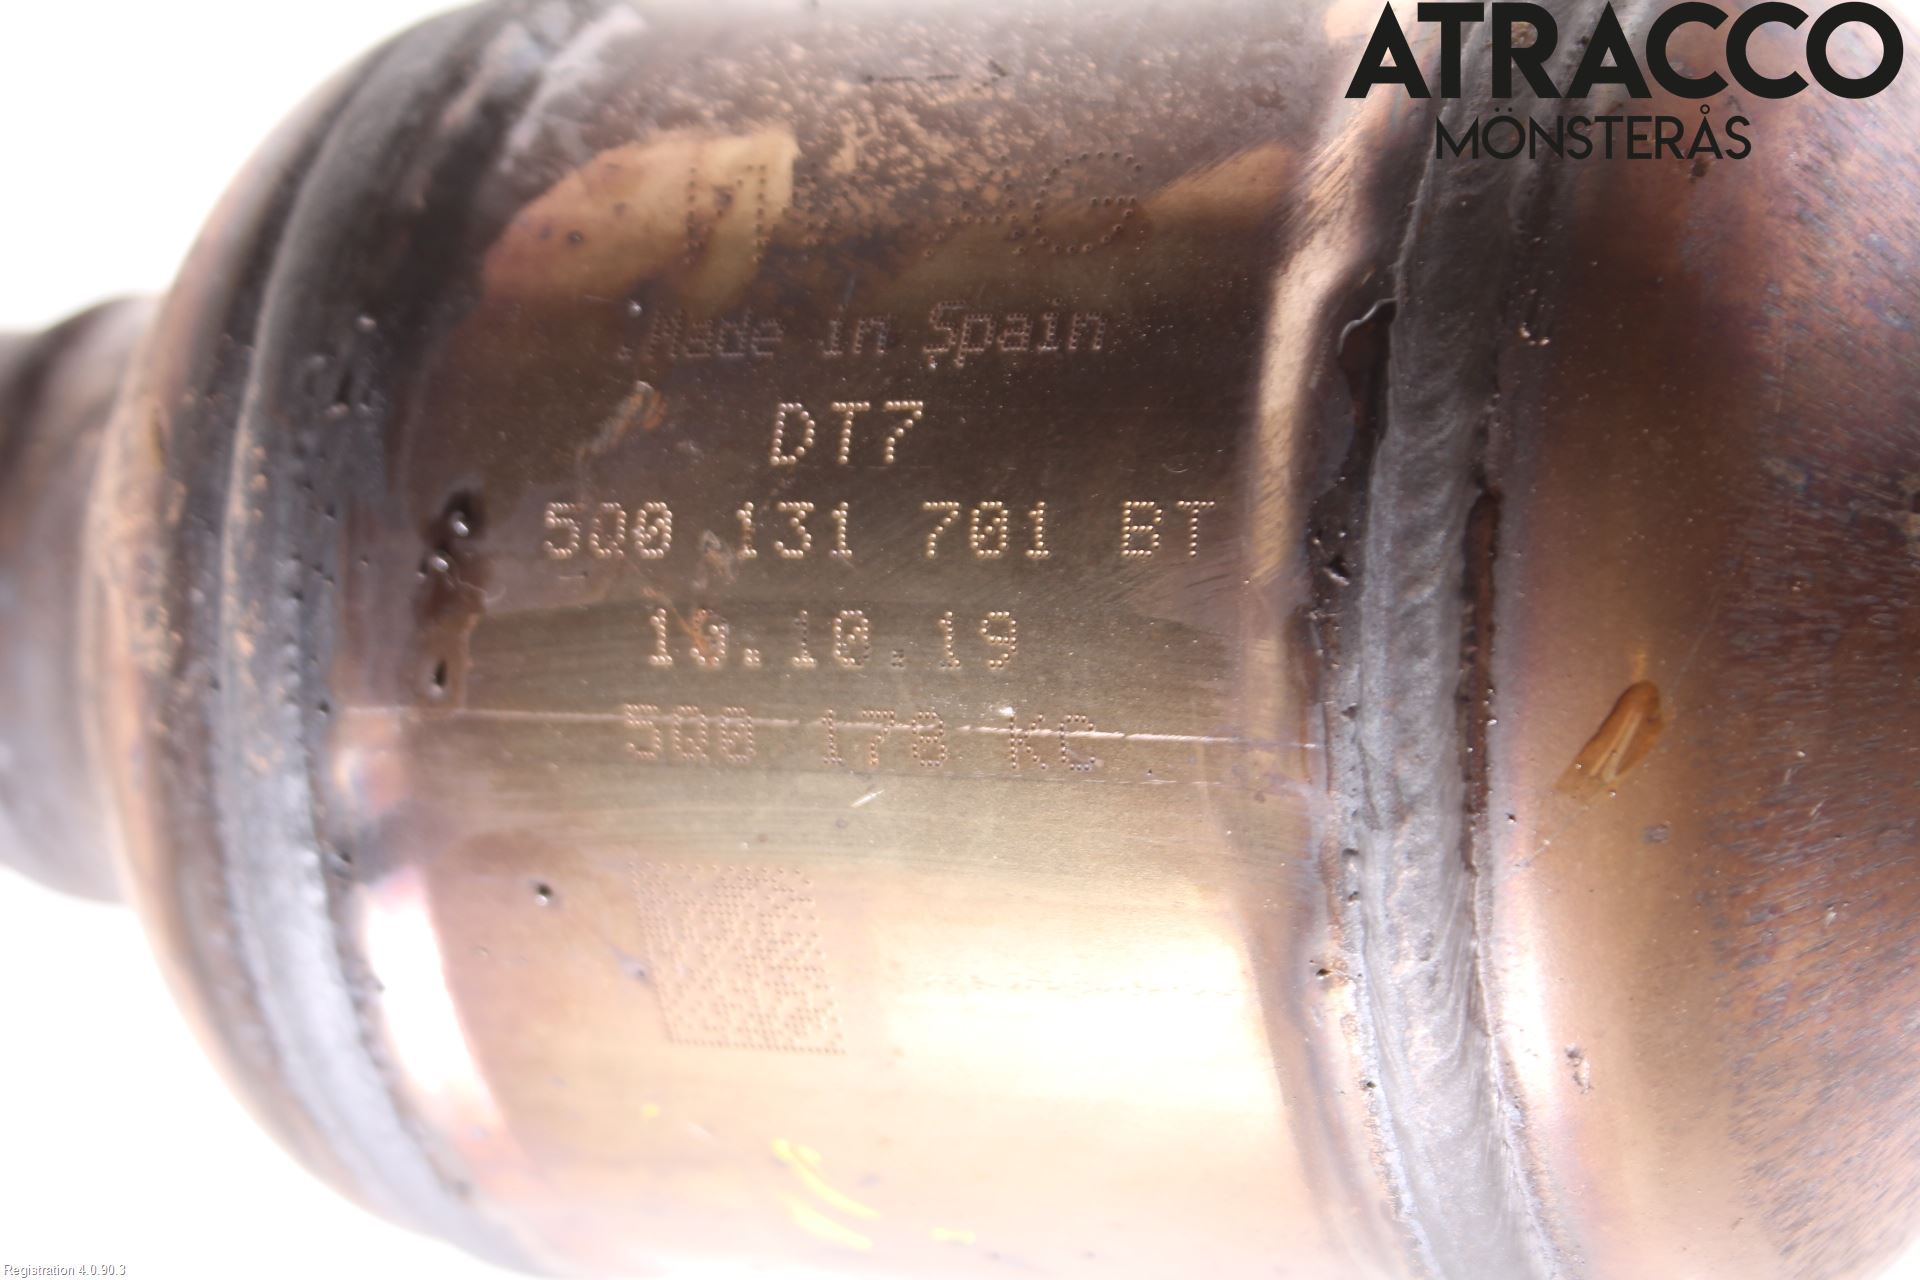 ATRACCO
MÖNSTERÅS
Made in Spain
DT7
5Q0 131 701 BT
10.10.19
5Q0 178 KC
Registration 4.0.90.3